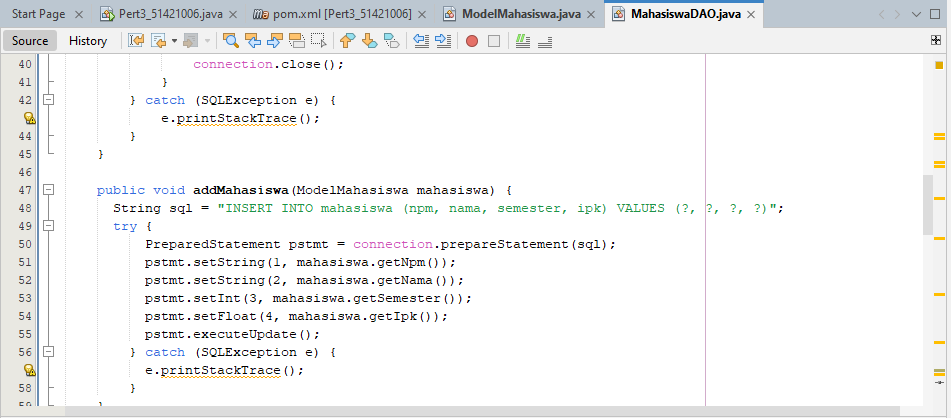 Start Page Pert3_51421006.java pom.xml [Pert3_51421006] ModelMahasiswa.java MahasiswaDAO.java
Source History
40 connection.close();
41 }
42 } catch (SQLException e) {
e.printStackTrace();
44 }
45 }
46
47 public void addMahasiswa(ModelMahasiswa mahasiswa) {
48 String sql = "INSERT INTO mahasiswa (npm, nama, semester, ipk) VALUES (?, ?, ?, ?)";
49 try {
50 PreparedStatement pstmt = connection.prepareStatement(sql);
51 pstmt.setString(1, mahasiswa.getNpm());
52 pstmt.setString(2, mahasiswa.getNama());
53 pstmt.setInt(3, mahasiswa.getSemester());
54 pstmt.setFloat(4, mahasiswa.getIpk());
55 pstmt.executeUpdate();
56 } catch (SQLException e) {
e.printStackTrace();
58 }
59 }